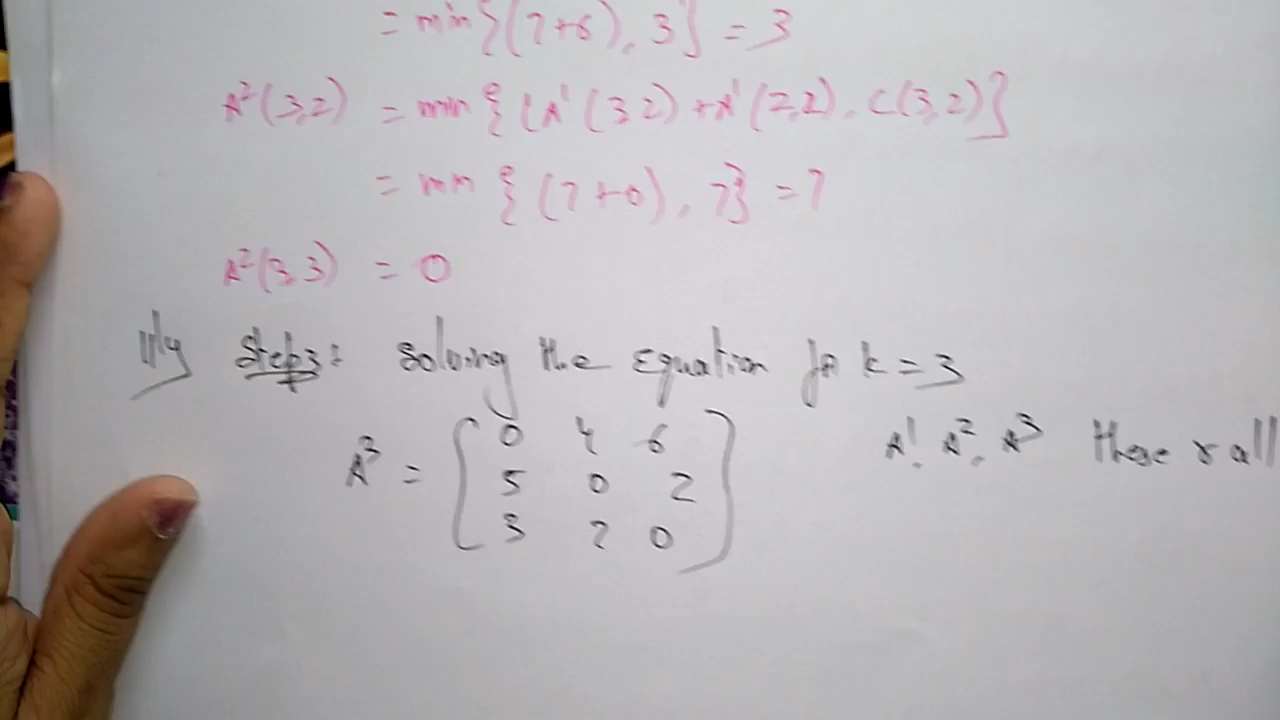 = min{(7+6), 3} = 3
A²(3,2) = min {(A¹(3 2) + A¹(2,2), C(3,2)}
= min {(7+0), 7} = 7
A²(3,3) = 0
111y Step3: Solving the Equation for k = 3
A³ = [ 0 4 6
A¹, A², A³ these r all
5 0 2
3 7 0 ]